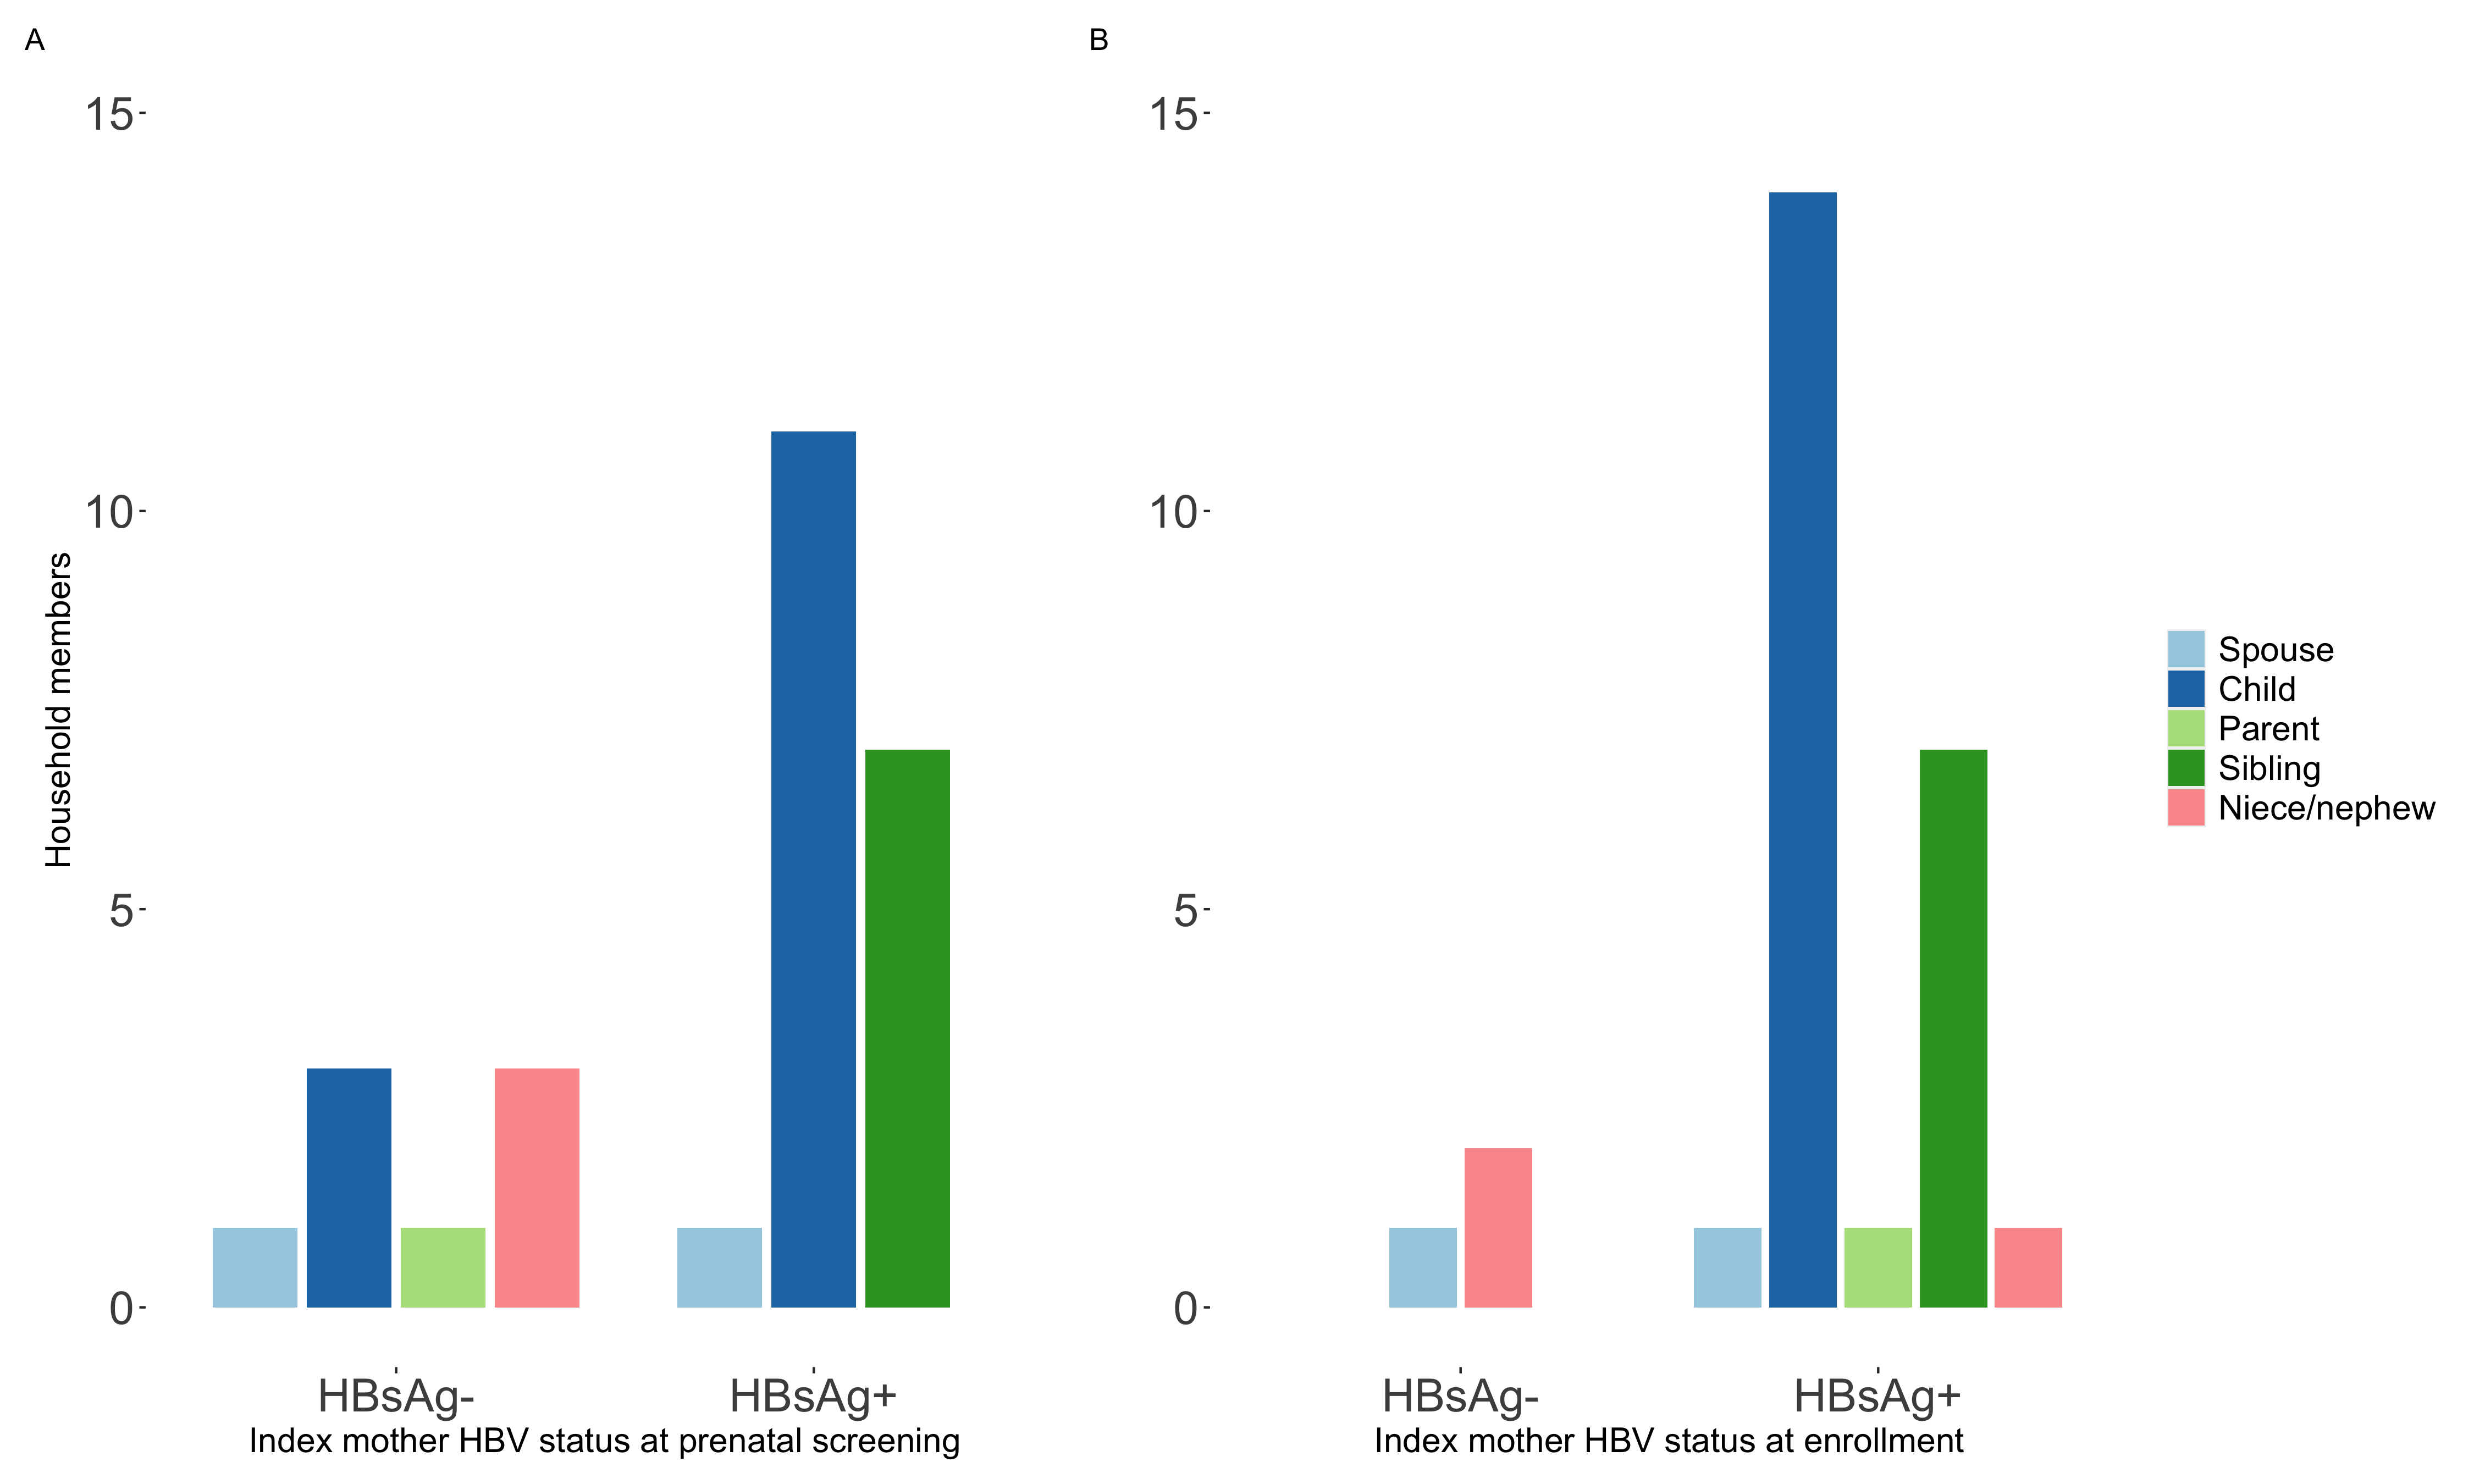 A
15
10
5
0
Household members
HBsAg-
HBsAg+
Index mother HBV status at prenatal screening
B
15
10
5
0
HBsAg-
HBsAg+
Index mother HBV status at enrollment
Spouse
Child
Parent
Sibling
Niece/nephew